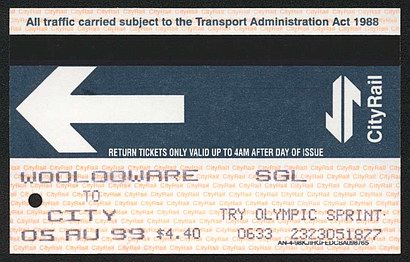 All traffic carried subject to the Transport Administration Act 1988
CityRail
RETURN TICKETS ONLY VALID UP TO 4AM AFTER DAY OF ISSUE
WOOLOOWARE SGL
TO
CITY TRY OLYMPIC SPRINT.
05 AU 99 $4.40 0633 2323051877